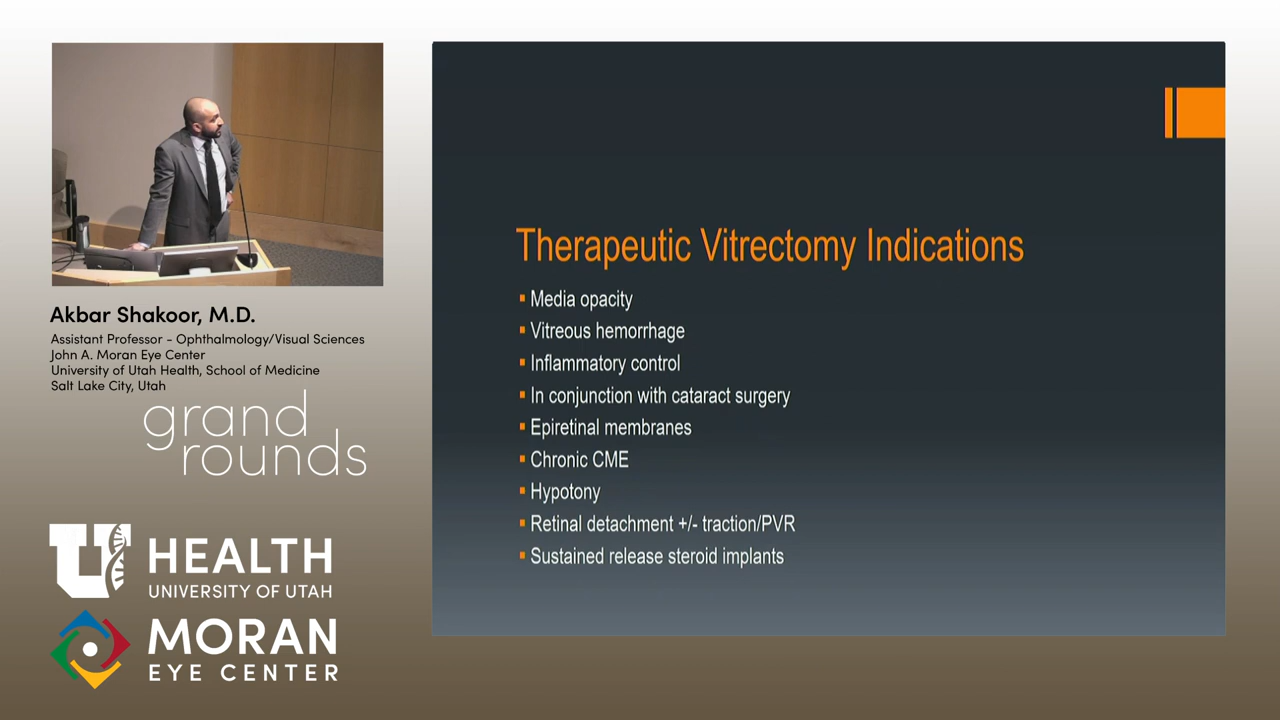 Therapeutic Vitrectomy Indications
Media opacity
Vitreous hemorrhage
Inflammatory control
In conjunction with cataract surgery
Epiretinal membranes
Chronic CME
Hypotony
Retinal detachment +/- traction/PVR
Sustained release steroid implants
Akbar Shakoor, M.D.
Assistant Professor - Ophthalmology/Visual Sciences
John A. Moran Eye Center
University of Utah Health, School of Medicine
Salt Lake City, Utah
grand
rounds
U HEALTH
UNIVERSITY OF UTAH
MORAN
EYE CENTER